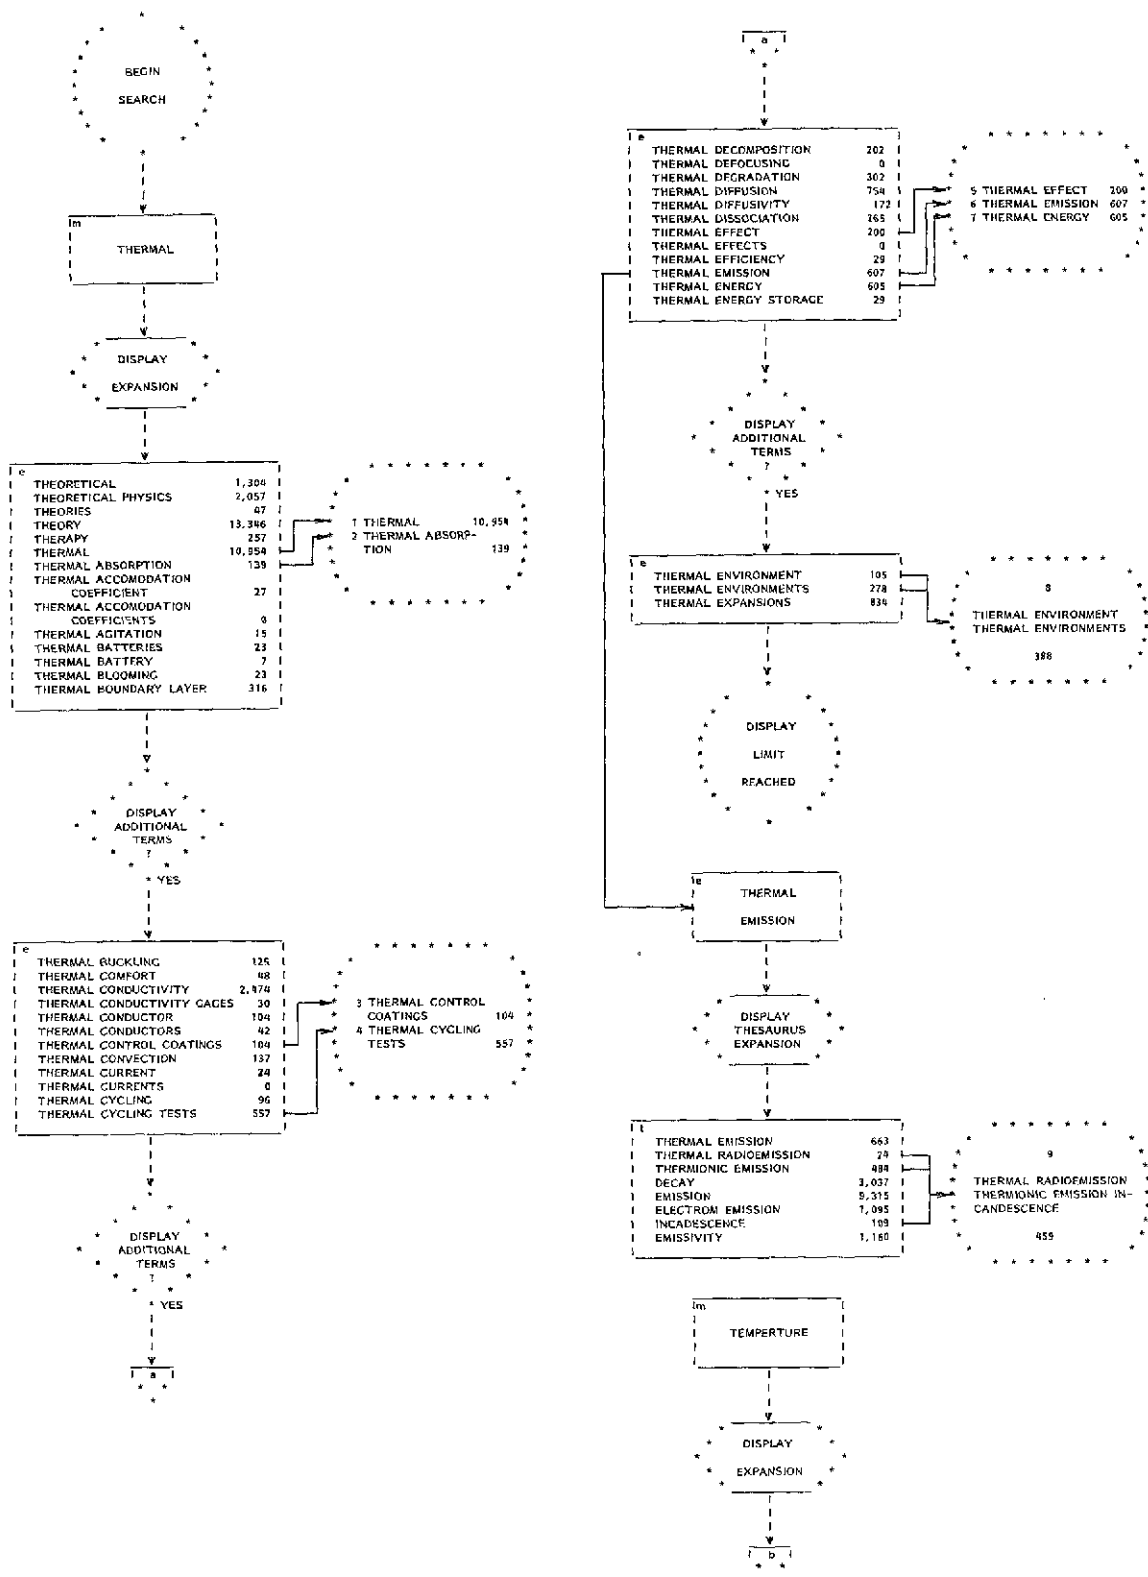 BEGIN
SEARCH
m
THERMAL
DISPLAY
EXPANSION
e
THEORETICAL 1,304
THEORETICAL PHYSICS 2,057
THEORIES 47
THEORY 13,346
THERAPY 257
THERMAL 10,954
THERMAL ABSORPTION 139
THERMAL ACCOMODATION
COEFFICIENT 27
THERMAL ACCOMODATION
COEFFICIENTS 0
THERMAL AGITATION 15
THERMAL BATTERIES 23
THERMAL BATTERY 7
THERMAL BLOOMING 23
THERMAL BOUNDARY LAYER 316
1 THERMAL 10,954
2 THERMAL ABSORP-
TION 139
DISPLAY
ADDITIONAL
TERMS
?
YES
e
THERMAL BUCKLING 125
THERMAL COMFORT 48
THERMAL CONDUCTIVITY 2,474
THERMAL CONDUCTIVITY GAGES 30
THERMAL CONDUCTOR 104
THERMAL CONDUCTORS 42
THERMAL CONTROL COATINGS 104
THERMAL CONVECTION 137
THERMAL CURRENT 24
THERMAL CURRENTS 0
THERMAL CYCLING 96
THERMAL CYCLING TESTS 557
3 THERMAL CONTROL
COATINGS 104
4 THERMAL CYCLING
TESTS 557
DISPLAY
ADDITIONAL
TERMS
?
YES
a
a
e
THERMAL DECOMPOSITION 202
THERMAL DEFOCUSING 0
THERMAL DEGRADATION 302
THERMAL DIFFUSION 754
THERMAL DIFFUSIVITY 172
THERMAL DISSOCIATION 265
THERMAL EFFECT 200
THERMAL EFFECTS 0
THERMAL EFFICIENCY 29
THERMAL EMISSION 607
THERMAL ENERGY 605
THERMAL ENERGY STORAGE 29
5 THERMAL EFFECT 200
6 THERMAL EMISSION 607
7 THERMAL ENERGY 605
DISPLAY
ADDITIONAL
TERMS
?
YES
e
THERMAL ENVIRONMENT 105
THERMAL ENVIRONMENTS 278
THERMAL EXPANSIONS 834
8
THERMAL ENVIRONMENT
THERMAL ENVIRONMENTS
388
DISPLAY
LIMIT
REACHED
e
THERMAL
EMISSION
DISPLAY
THESAURUS
EXPANSION
t
THERMAL EMISSION 663
THERMAL RADIOEMISSION 24
THERMIONIC EMISSION 484
DECAY 3,037
EMISSION 9,315
ELECTROM EMISSION 1,095
INCADESCENCE 109
EMISSIVITY 1,160
9
THERMAL RADIOEMISSION
THERMIONIC EMISSION IN-
CANDESCENCE
459
m
TEMPERTURE
DISPLAY
EXPANSION
b